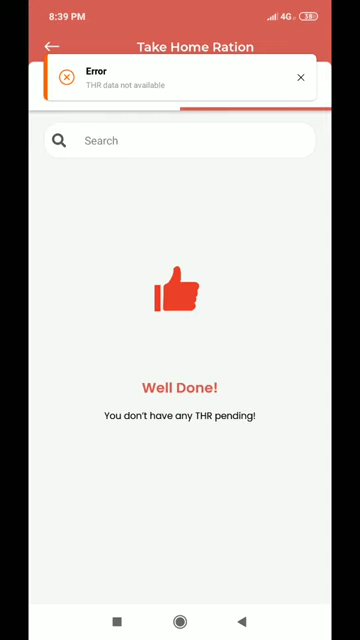 8:39 PM
4G 38
Take Home Ration
Error
THR data not available
Search
Well Done!
You don't have any THR pending!